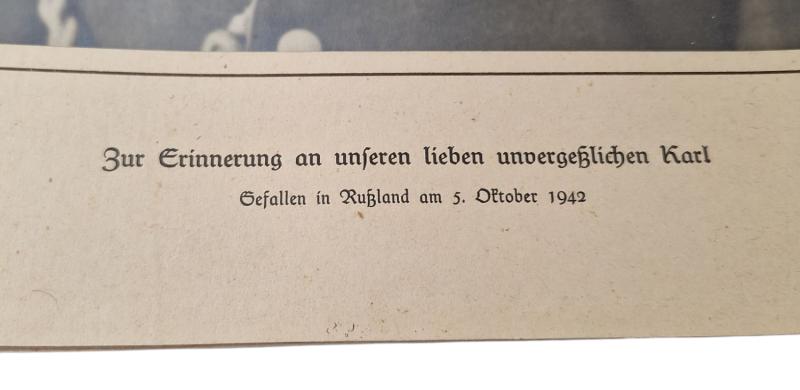 Zur Erinnerung an unſeren lieben unvergeßlichen Karl
Gefallen in Rußland am 5. Oktober 1942